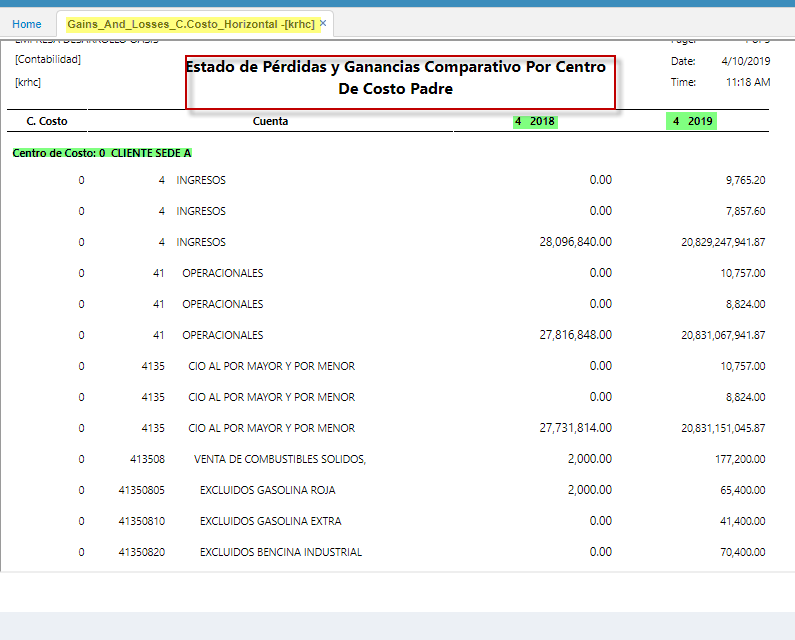 Home Gains_And_Losses_C.Costo_Horizontal -[krhc] ×
[Contabilidad]
Estado de Pérdidas y Ganancias Comparativo Por Centro
De Costo Padre
Date: 4/10/2019
[krhc]
Time: 11:18 AM
C. Costo Cuenta 4 2018 4 2019
Centro de Costo: 0 CLIENTE SEDE A
0 4 INGRESOS 0.00 9,765.20
0 4 INGRESOS 0.00 7,857.60
0 4 INGRESOS 28,096,840.00 20,829,247,941.87
0 41 OPERACIONALES 0.00 10,757.00
0 41 OPERACIONALES 0.00 8,824.00
0 41 OPERACIONALES 27,816,848.00 20,831,067,941.87
0 4135 CIO AL POR MAYOR Y POR MENOR 0.00 10,757.00
0 4135 CIO AL POR MAYOR Y POR MENOR 0.00 8,824.00
0 4135 CIO AL POR MAYOR Y POR MENOR 27,731,814.00 20,831,151,045.87
0 413508 VENTA DE COMBUSTIBLES SOLIDOS, 2,000.00 177,200.00
0 41350805 EXCLUIDOS GASOLINA ROJA 2,000.00 65,400.00
0 41350810 EXCLUIDOS GASOLINA EXTRA 0.00 41,400.00
0 41350820 EXCLUIDOS BENCINA INDUSTRIAL 0.00 70,400.00